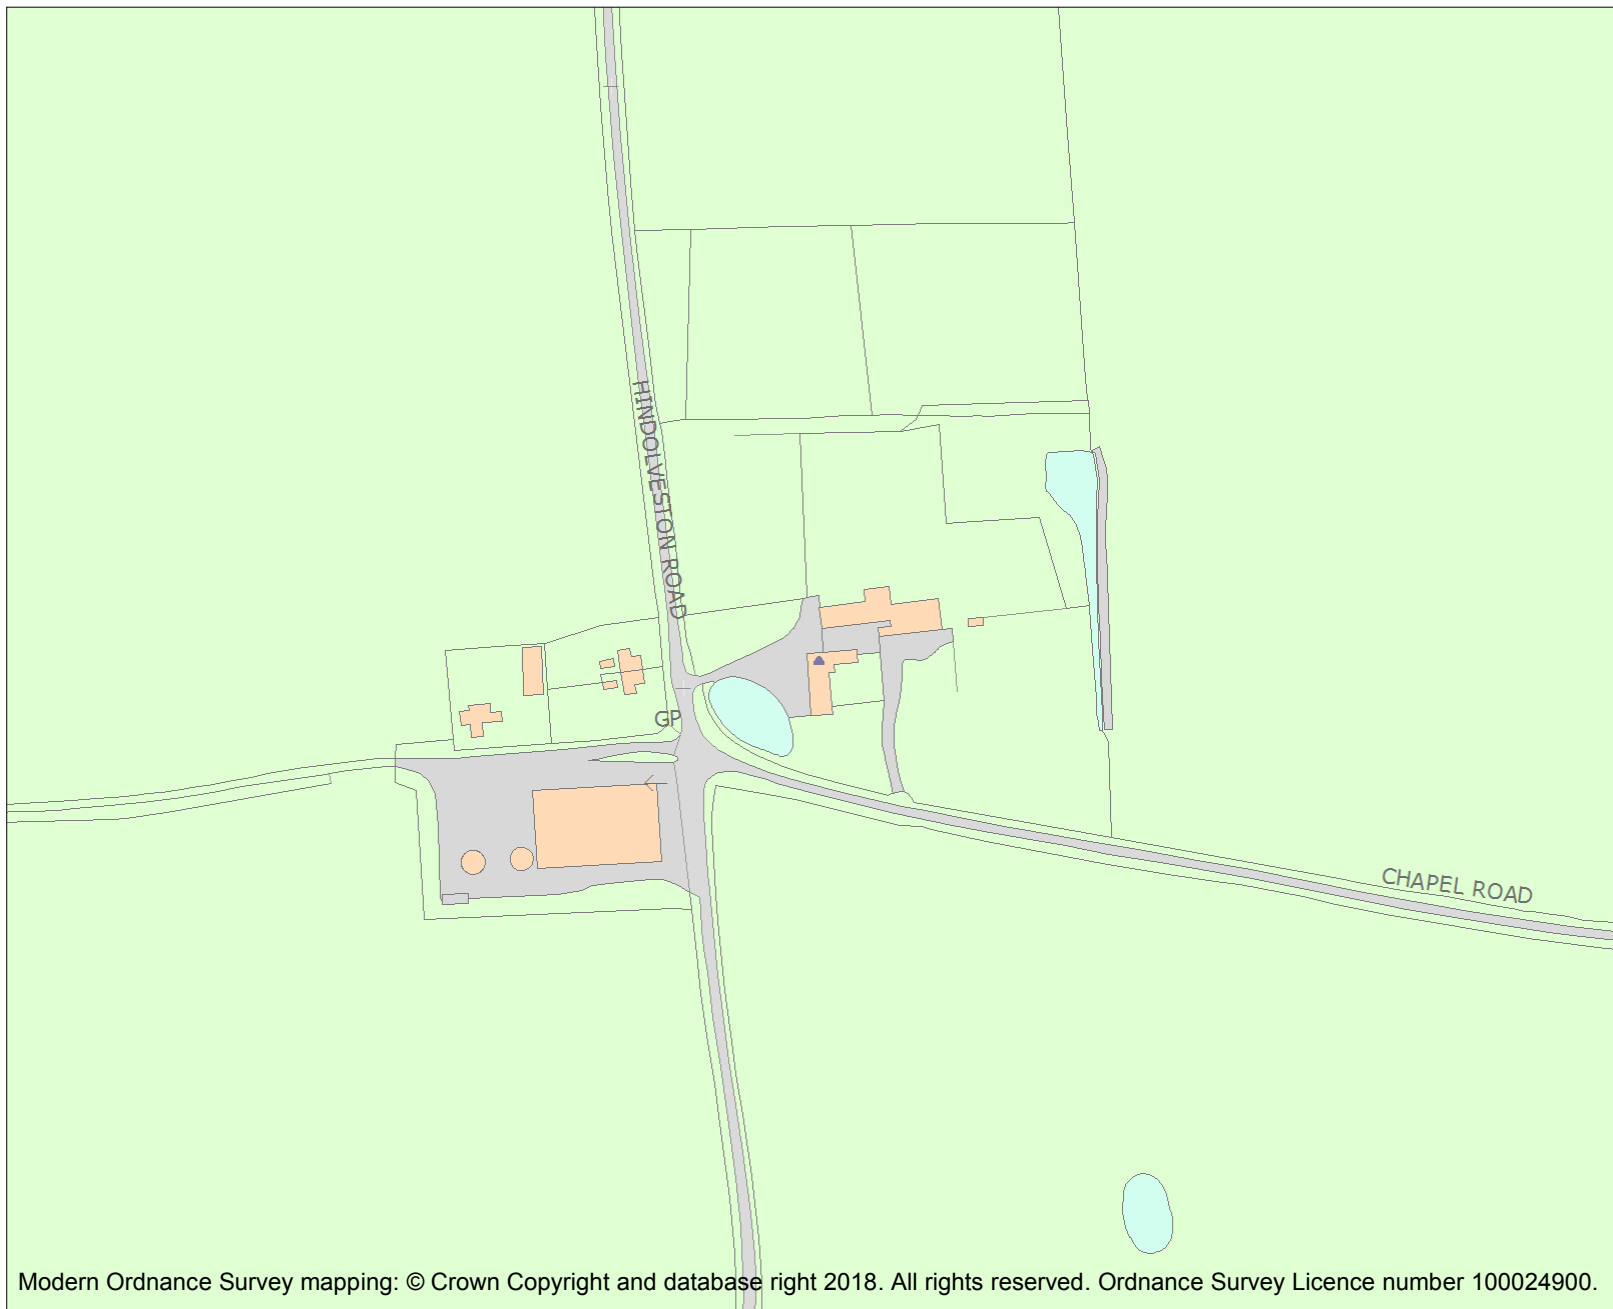 HINDOLVESTON ROAD
GP
CHAPEL ROAD
Modern Ordnance Survey mapping: © Crown Copyright and database right 2018. All rights reserved. Ordnance Survey Licence number 100024900.